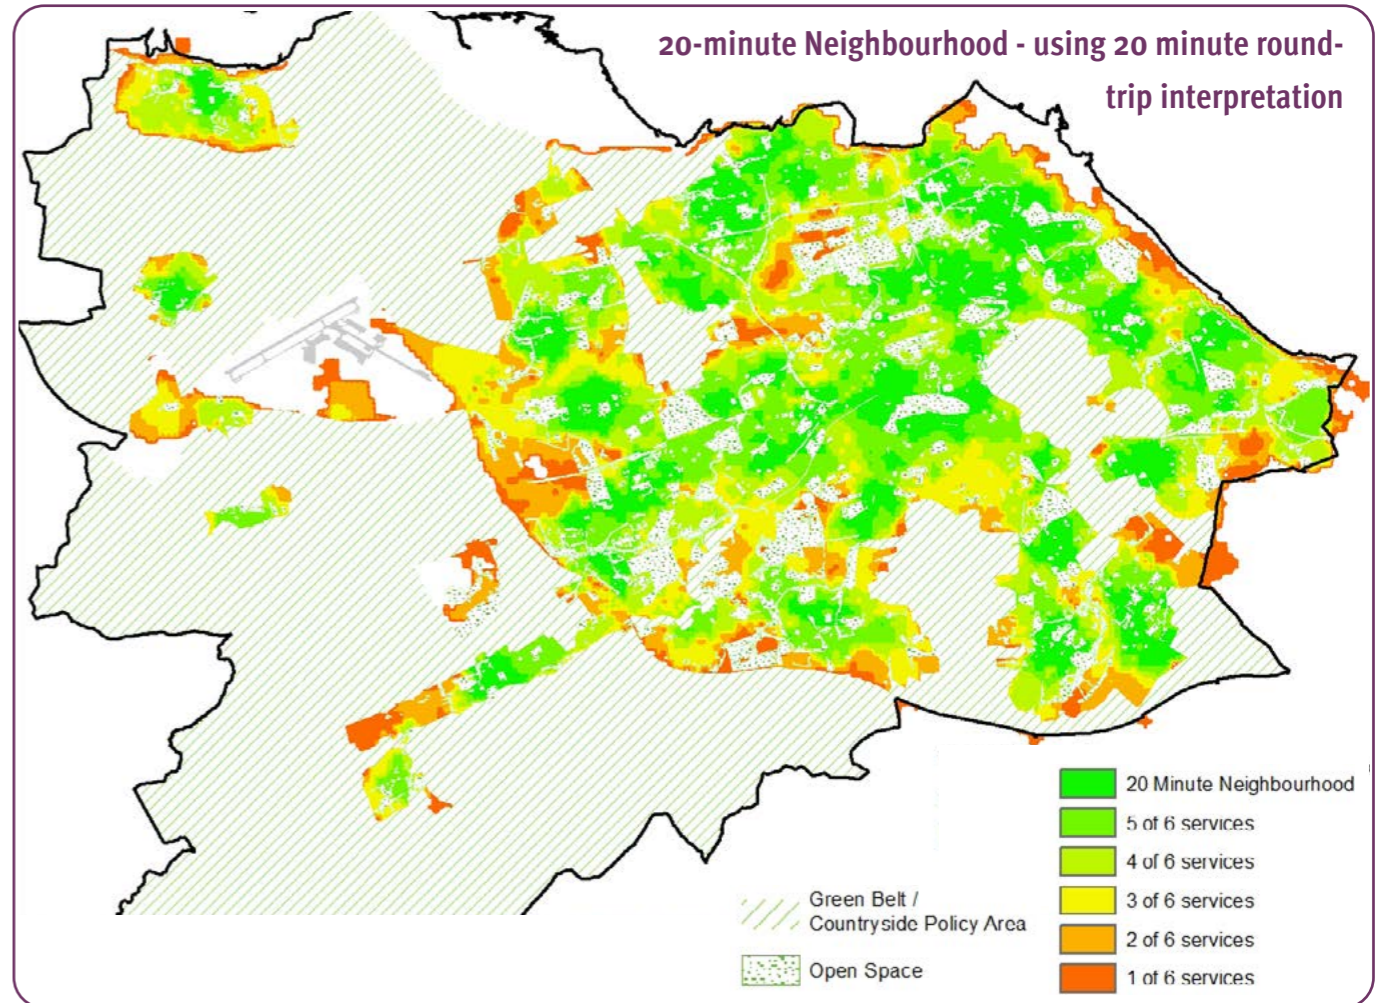 20-minute Neighbourhood - using 20 minute round-
trip interpretation
20 Minute Neighbourhood
5 of 6 services
4 of 6 services
3 of 6 services
2 of 6 services
1 of 6 services
Green Belt /
Countryside Policy Area
Open Space